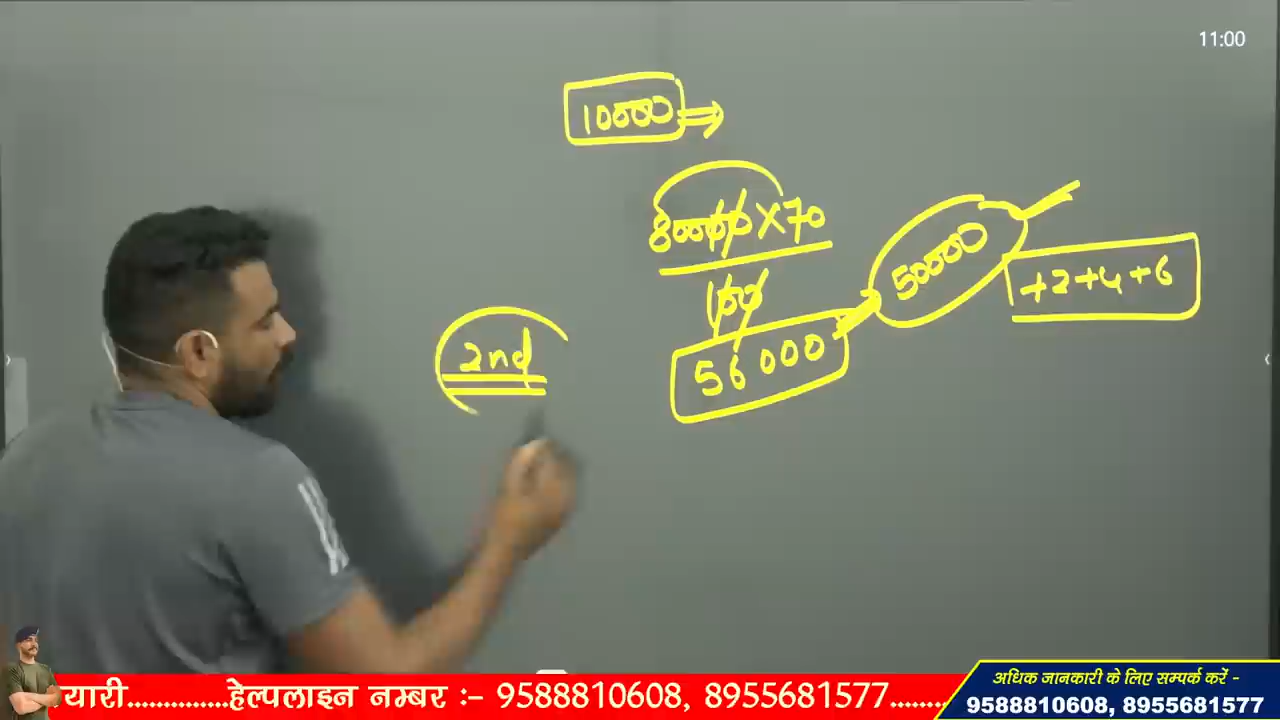 11:00
10000 ⇒
80000 × 70
100
50000
+2+4+6
2nd
56000
यारी..............हेल्पलाइन नम्बर :- 9588810608, 8955681577........
अधिक जानकारी के लिए सम्पर्क करें -
9588810608, 8955681577